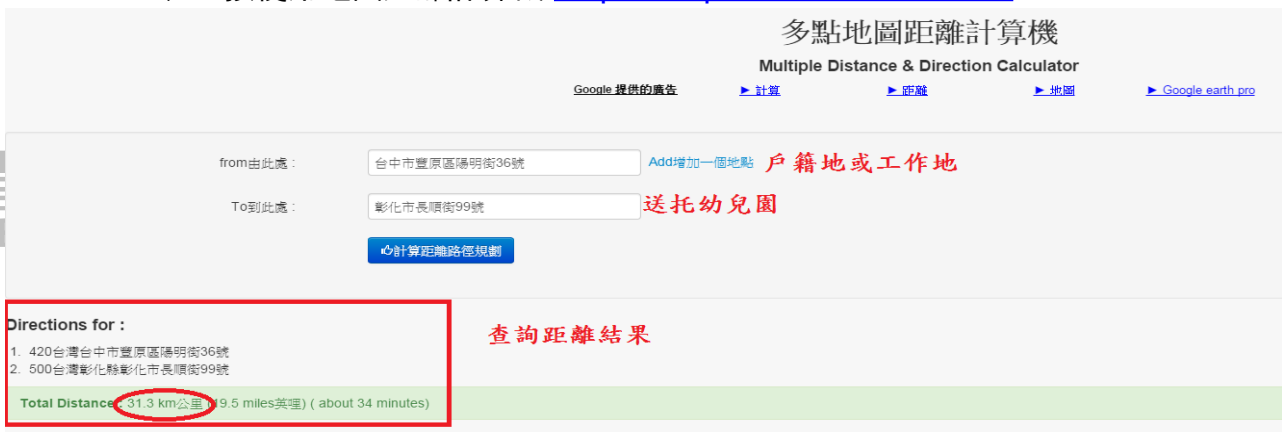 多點地圖距離計算機
Multiple Distance & Direction Calculator
Google 提供的廣告 ► 計算 ► 距離 ► 地圖 ► Google earth pro
from由此處 : 台中市豐原區陽明街36號 Add增加一個地點 戶籍地或工作地
To到此處 : 彰化市長順街99號 送托幼兒園
計算距離路徑規劃
Directions for :
查詢距離結果
1. 420台灣台中市豐原區陽明街36號
2. 500台灣彰化縣彰化市長順街99號
Total Distance : 31.3 km公里 (19.5 miles英哩) ( about 34 minutes)